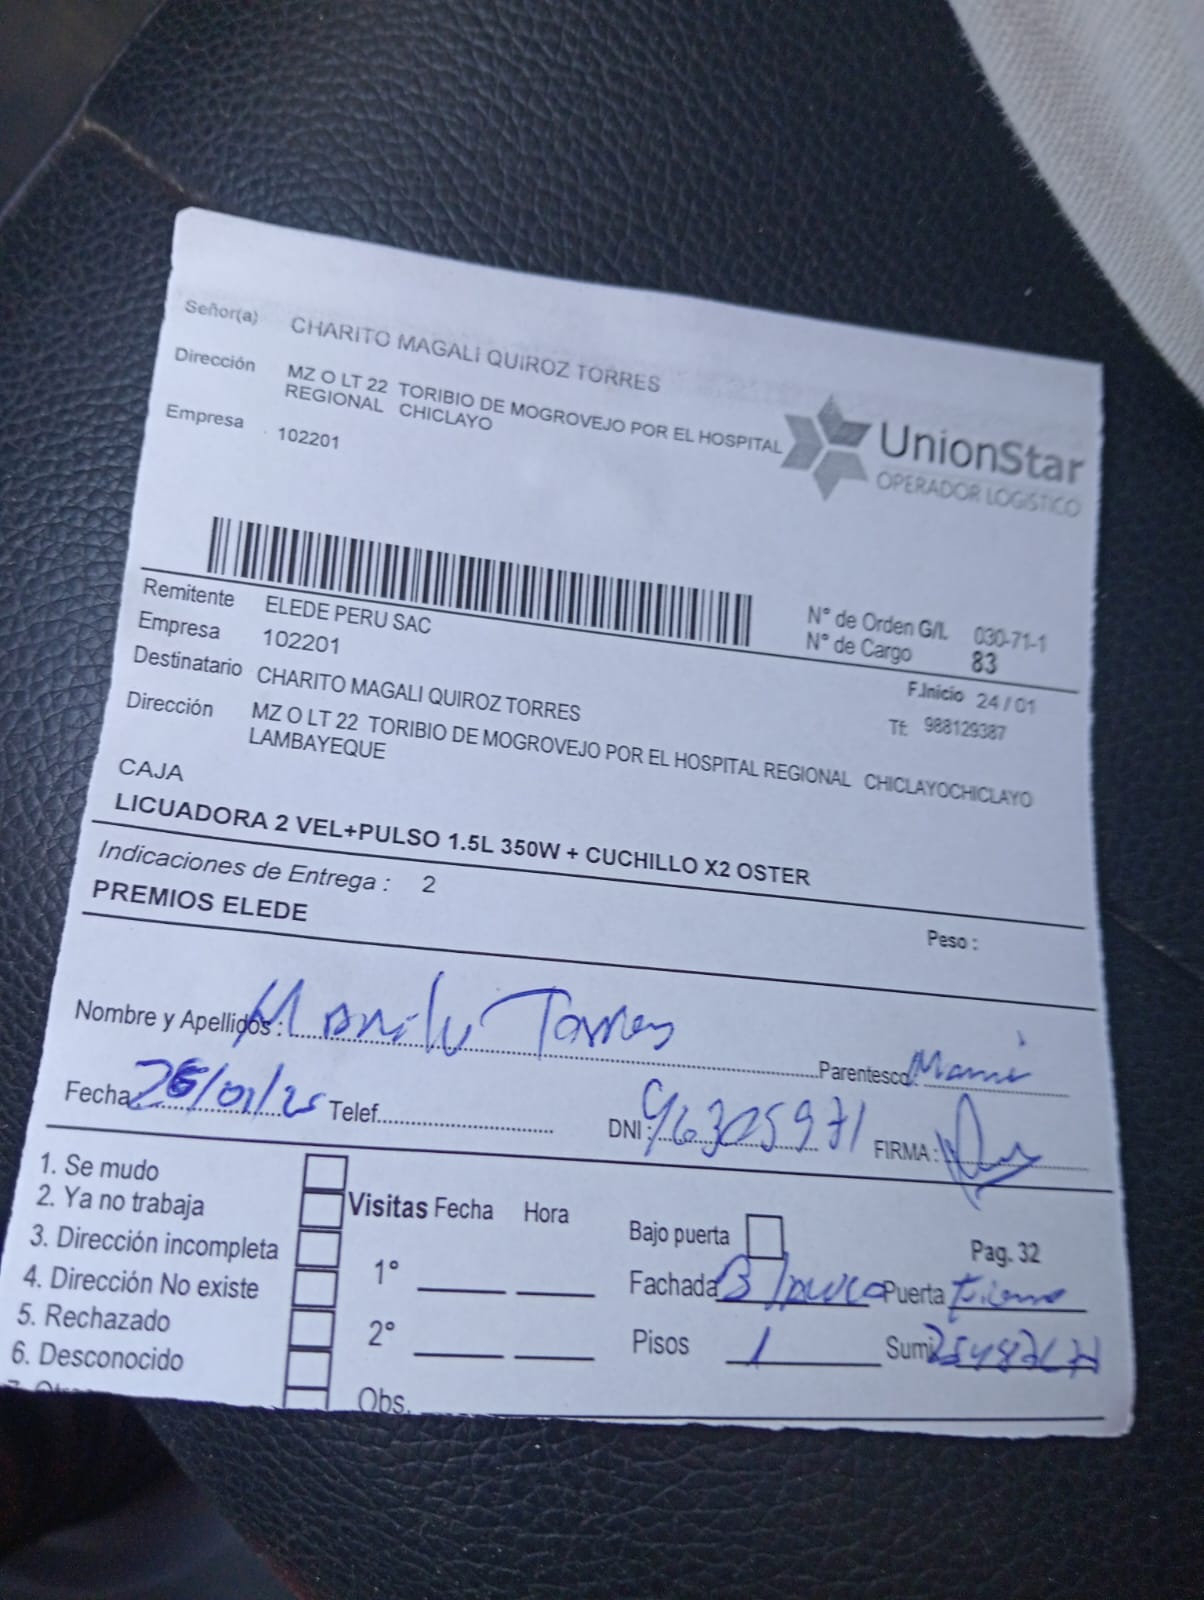 Señor(a) CHARITO MAGALI QUIROZ TORRES
Dirección MZ O LT 22 TORIBIO DE MOGROVEJO POR EL HOSPITAL
REGIONAL CHICLAYO
Empresa 102201
UnionStar
OPERADOR LOGISTICO
Remitente ELEDE PERU SAC
Empresa 102201
N° de Orden G/I. 030-71-1
N° de Cargo 83
Destinatario CHARITO MAGALI QUIROZ TORRES
F.Inicio 24/01
Tf: 988129387
Dirección MZ O LT 22 TORIBIO DE MOGROVEJO POR EL HOSPITAL REGIONAL CHICLAYOCHICLAYO
LAMBAYEQUE
CAJA
LICUADORA 2 VEL+PULSO 1.5L 350W + CUCHILLO X2 OSTER
Indicaciones de Entrega : 2
Peso :
PREMIOS ELEDE
Nombre y Apellidos : Torres
Parentesco:
Fecha 25/01/25 Telef. DNI : FIRMA :
1. Se mudo
2. Ya no trabaja
3. Dirección incompleta
4. Dirección No existe
5. Rechazado
6. Desconocido
Visitas Fecha Hora
1°
2°
Obs.
Bajo puerta Pag. 32
Fachada Blanco Puerta
Pisos 1 Sumi